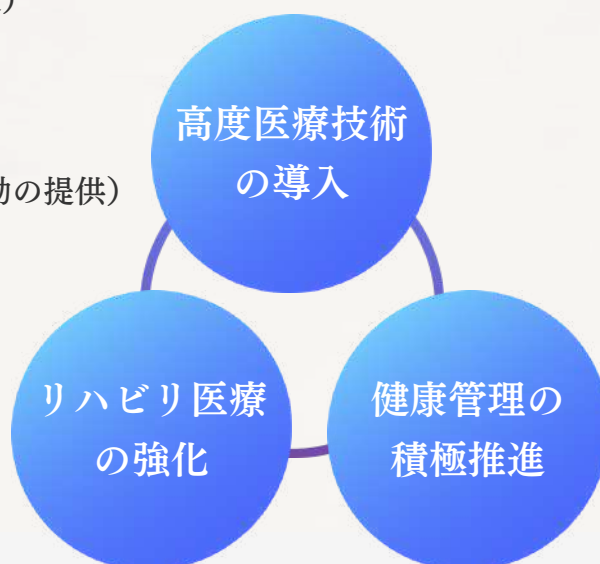 )
高度医療技術
の導入
の提供）
リハビリ医療
の強化
健康管理の
積極推進